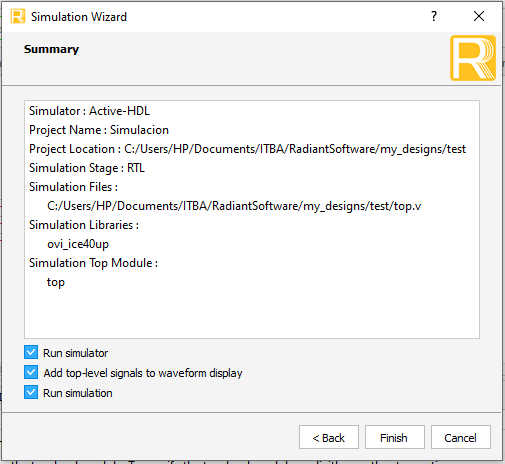 Simulation Wizard
Summary
Simulator : Active-HDL
Project Name : Simulacion
Project Location : C:/Users/HP/Documents/ITBA/RadiantSoftware/my_designs/test
Simulation Stage : RTL
Simulation Files :
C:/Users/HP/Documents/ITBA/RadiantSoftware/my_designs/test/top.v
Simulation Libraries :
ovi_ice40up
Simulation Top Module :
top
Run simulator
Add top-level signals to waveform display
Run simulation
< Back Finish Cancel